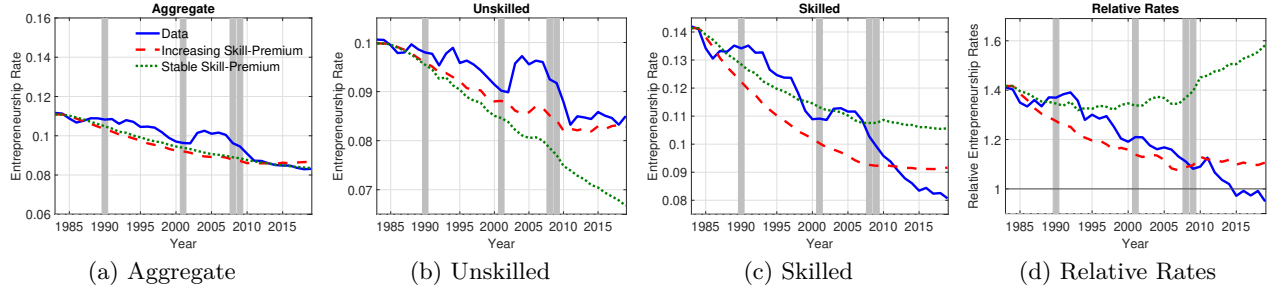 Aggregate
0.16
0.14
0.12
0.1
0.08
0.06
Entrepreneurship Rate
Data
Increasing Skill-Premium
Stable Skill-Premium
1985 1990 1995 2000 2005 2010 2015
Year
(a) Aggregate
Unskilled
0.1
0.09
0.08
0.07
Entrepreneurship Rate
1985 1990 1995 2000 2005 2010 2015
Year
(b) Unskilled
Skilled
0.14
0.13
0.12
0.11
0.1
0.09
0.08
Entrepreneurship Rate
1985 1990 1995 2000 2005 2010 2015
Year
(c) Skilled
Relative Rates
1.6
1.4
1.2
1
Relative Entrepreneurship Rates
1985 1990 1995 2000 2005 2010 2015
Year
(d) Relative Rates